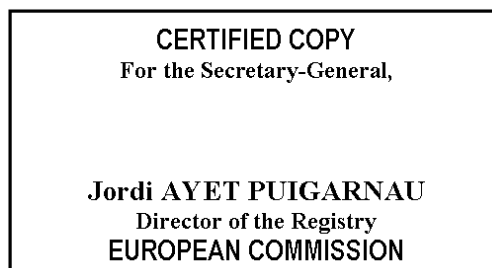 CERTIFIED COPY
For the Secretary-General,
Jordi AYET PUIGARNAU
Director of the Registry
EUROPEAN COMMISSION